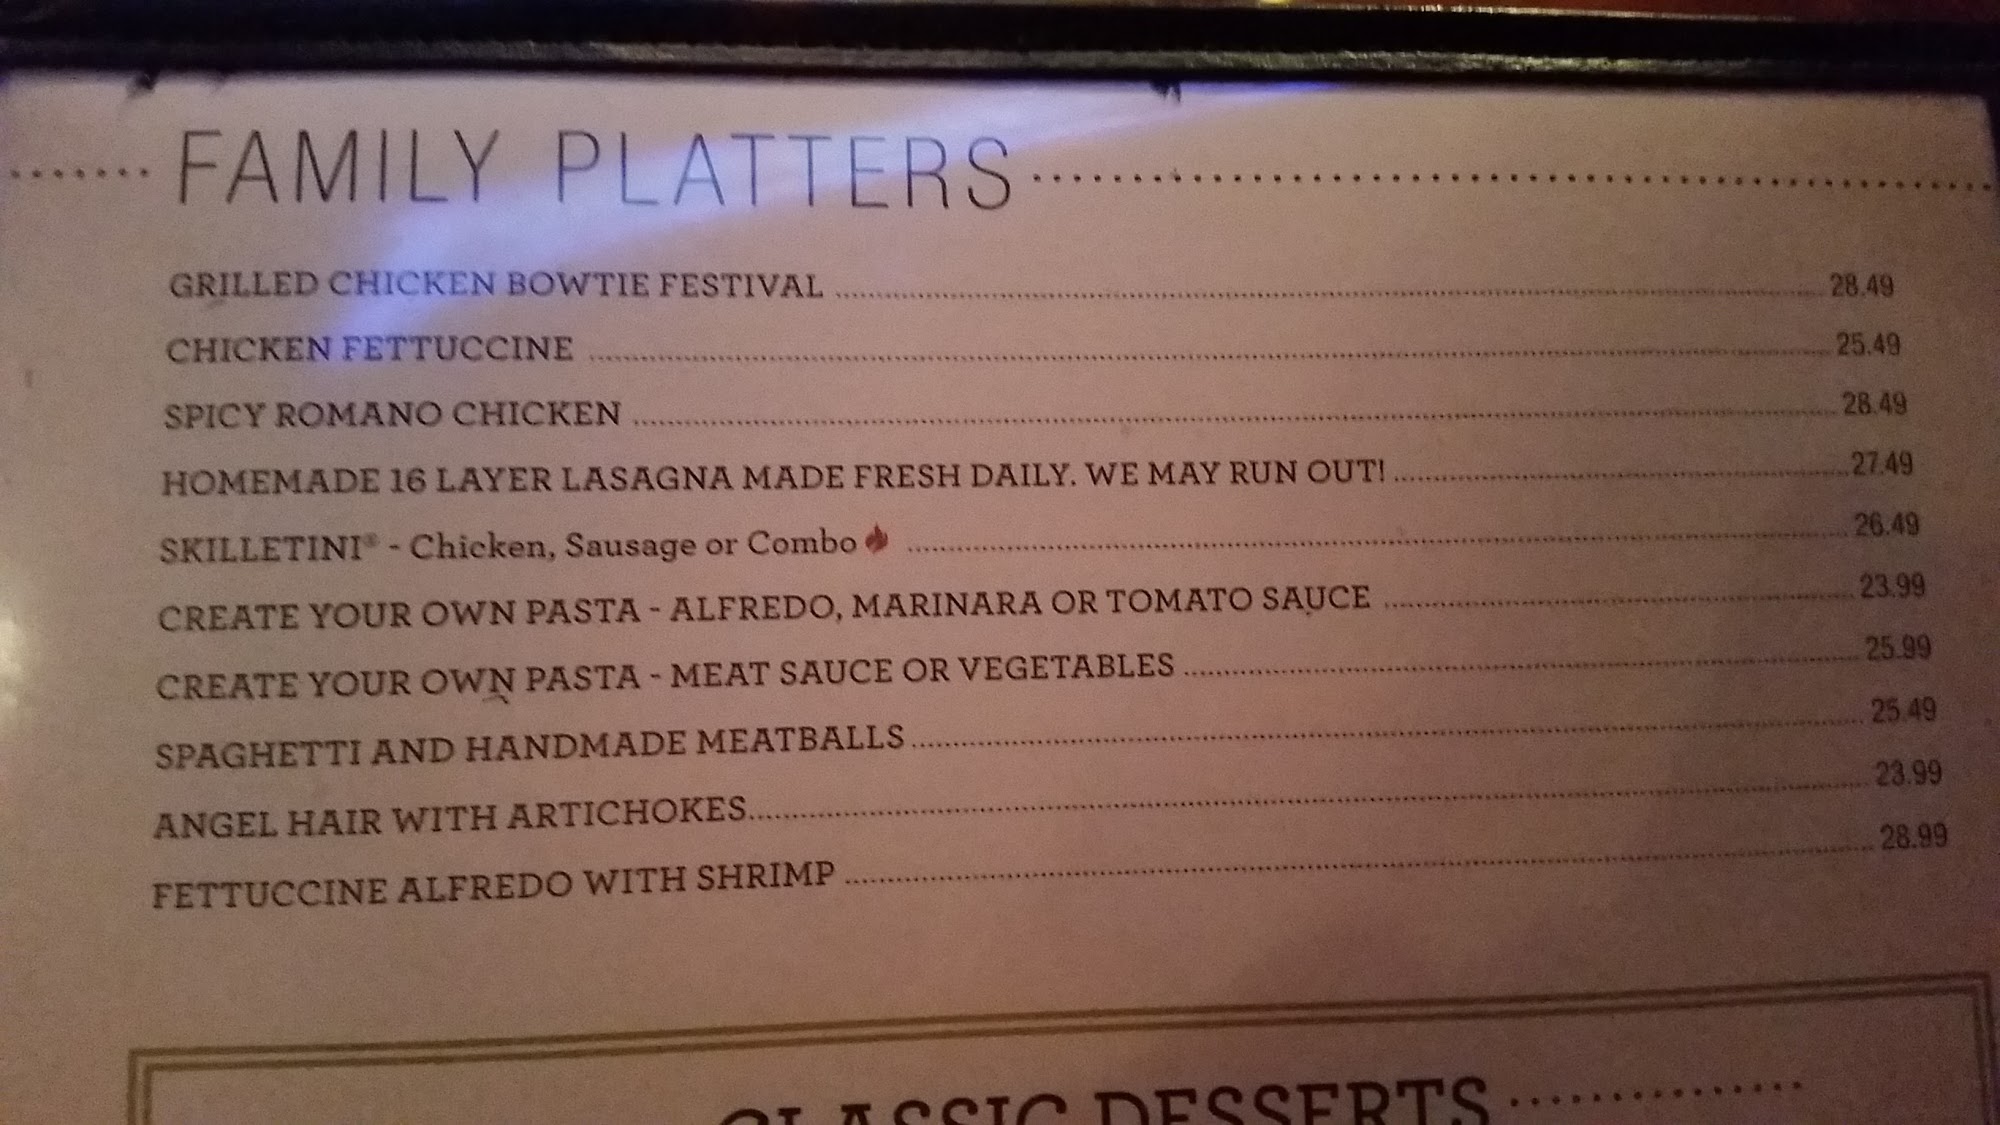 FAMILY PLATTERS
GRILLED CHICKEN BOWTIE FESTIVAL 28.49
CHICKEN FETTUCCINE 25.49
SPICY ROMANO CHICKEN 28.49
HOMEMADE 16 LAYER LASAGNA MADE FRESH DAILY. WE MAY RUN OUT! 27.49
SKILLETINI® - Chicken, Sausage or Combo 26.49
CREATE YOUR OWN PASTA - ALFREDO, MARINARA OR TOMATO SAUCE 23.99
CREATE YOUR OWN PASTA - MEAT SAUCE OR VEGETABLES 25.99
SPAGHETTI AND HANDMADE MEATBALLS 25.49
ANGEL HAIR WITH ARTICHOKES 23.99
FETTUCCINE ALFREDO WITH SHRIMP 28.99
CLASSIC DESSERTS